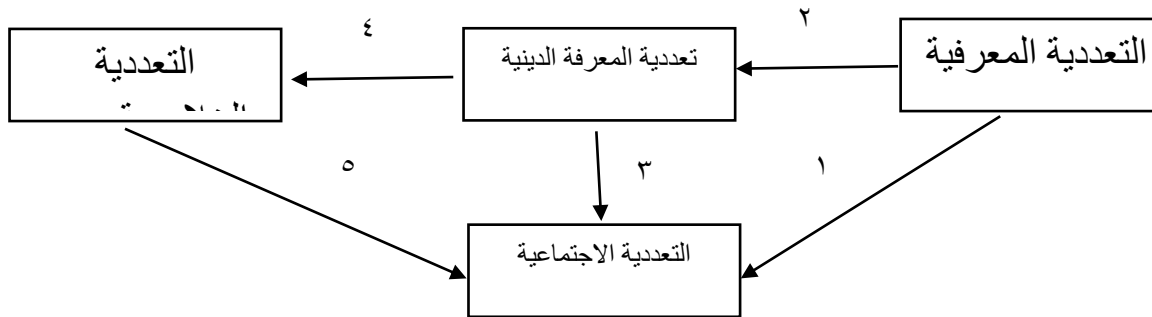 ٢
التعددية المعرفية
٤
تعددية المعرفة الدينية
التعددية
٥
٣
١
التعددية الاجتماعية